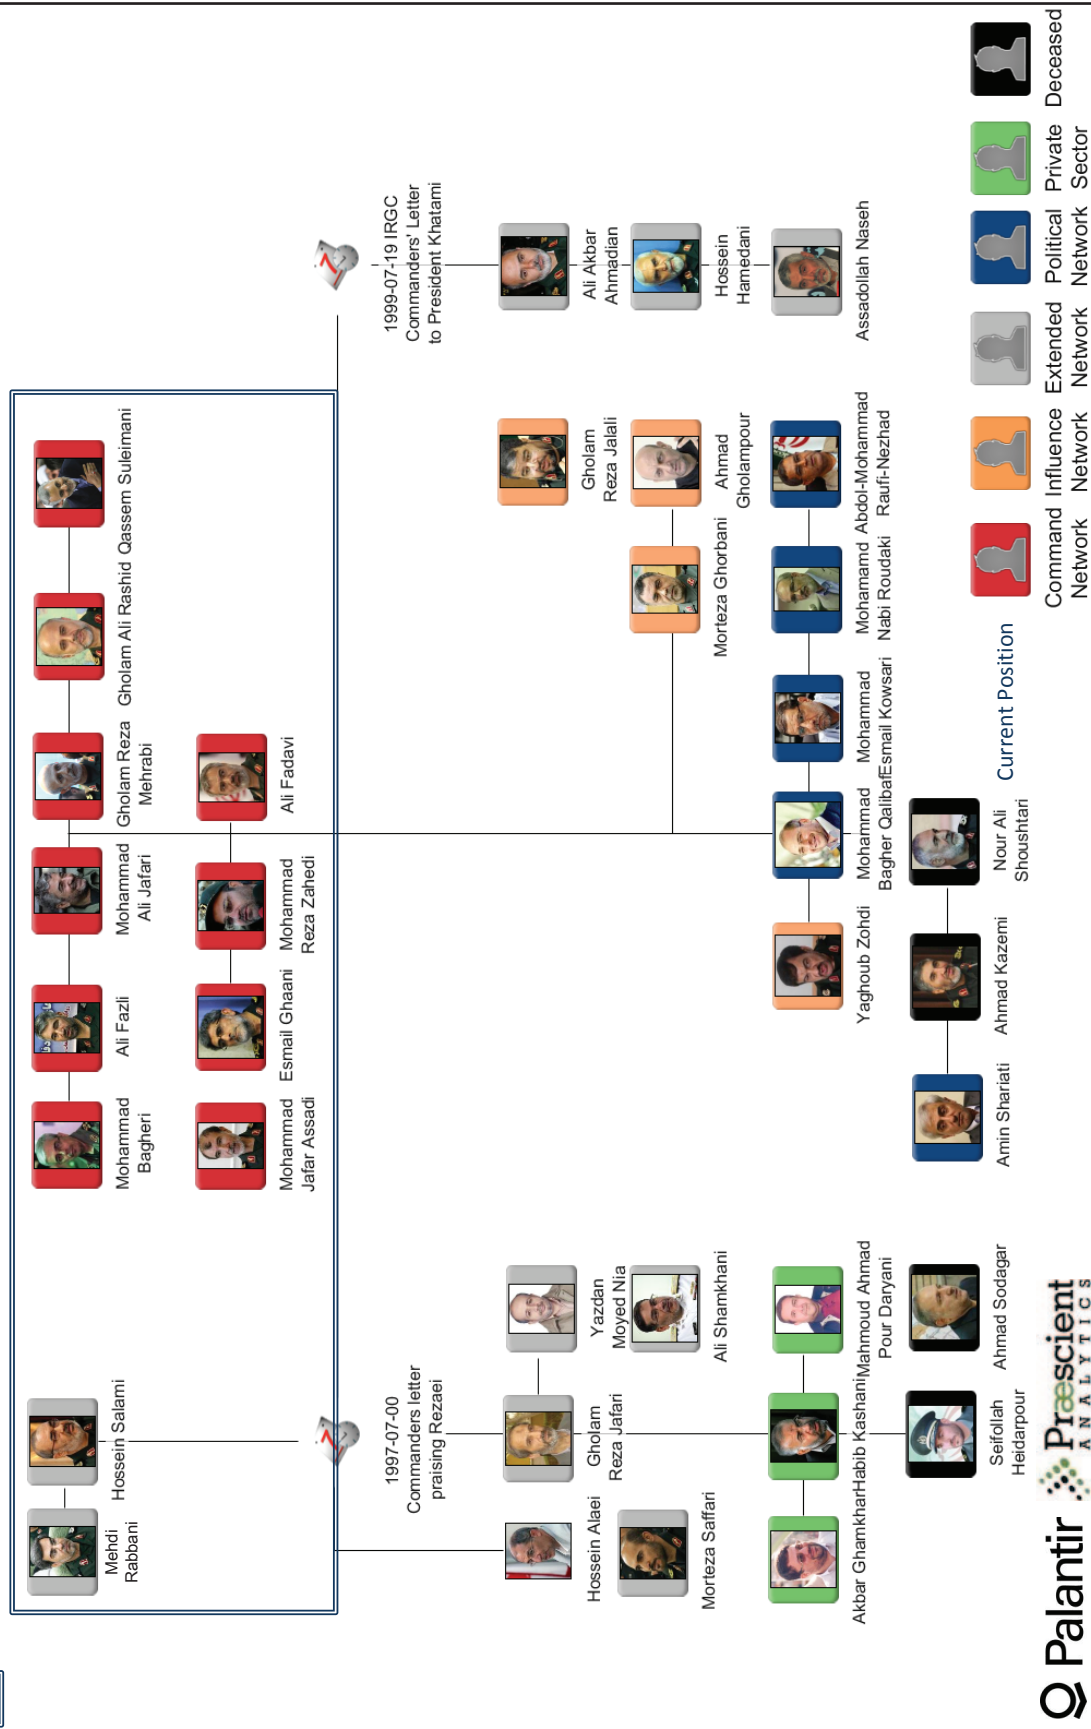 Mehdi
Rabbani
Hossein Salami
Mohammad
Bagheri
Ali Fazli
Mohammad
Ali Jafari
Gholam Reza
Mehrabi
Gholam Ali Rashid
Qassem Suleimani
Mohammad
Jafar Assadi
Esmail Ghaani
Mohammad
Reza Zahedi
Ali Fadavi
7
1997-07-00
Commanders letter
praising Rezaei
7
1999-07-19 IRGC
Commanders' Letter
to President Khatami
Hossein Alaei
Gholam
Reza Jafari
Yazdan
Moyed Nia
Gholam
Reza Jalali
Ali Akbar
Ahmadian
Morteza Saffari
Ali Shamkhani
Morteza Ghorbani
Ahmad
Gholampour
Hossein
Hamedani
Akbar Ghamkhar
Habib Kashani
Mahmoud Ahmad
Pour Daryani
Yaghoub Zohdi
Mohammad
Bagher Qalibaf
Mohammad
Esmail Kowsari
Mohamamd
Nabi Roudaki
Abdol-Mohammad
Raufi-Nezhad
Assadollah Naseh
Seifollah
Heidarpour
Ahmad Sodagar
Amin Shariati
Ahmad Kazemi
Nour Ali
Shoushtari
Current Position
Command
Network
Influence
Network
Extended
Network
Political
Network
Private
Sector
Deceased
Palantir
Præscient
ANALYTICS